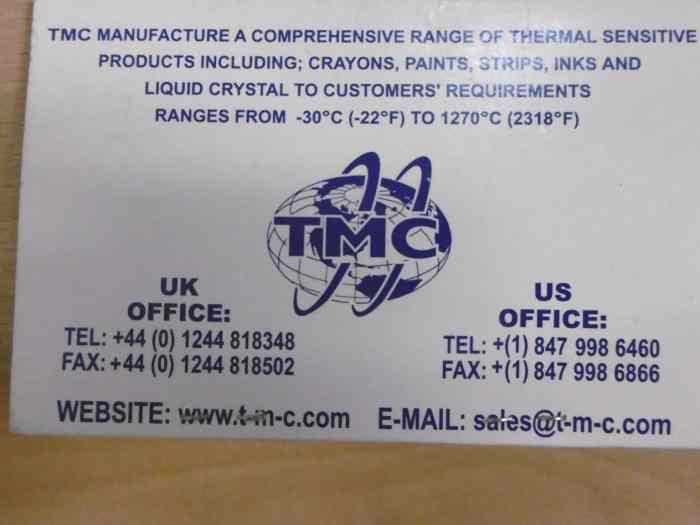 TMC MANUFACTURE A COMPREHENSIVE RANGE OF THERMAL SENSITIVE
PRODUCTS INCLUDING; CRAYONS, PAINTS, STRIPS, INKS AND
LIQUID CRYSTAL TO CUSTOMERS' REQUIREMENTS
RANGES FROM -30°C (-22°F) TO 1270°C (2318°F)
TMC
UK
OFFICE:
TEL: +44 (0) 1244 818348
FAX: +44 (0) 1244 818502
US
OFFICE:
TEL: +(1) 847 998 6460
FAX: +(1) 847 998 6866
WEBSITE: www.t-m-c.com E-MAIL: sales@t-m-c.com